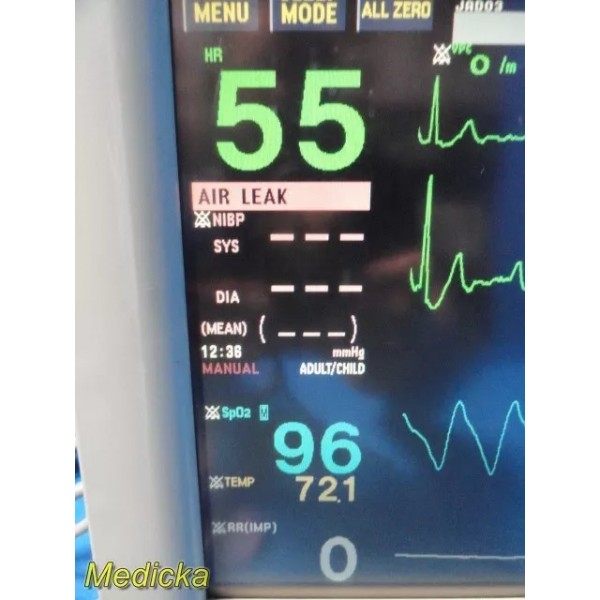 MENU
MODE
ALL ZERO
HR
VPC
0 /m
55
AIR LEAK
NIBP
SYS
--- 
DIA
---
(MEAN) (---)
12:36 mmHg
MANUAL ADULT/CHILD
SpO2 M
96
TEMP 72.1
RR(IMP)
0
Medicka